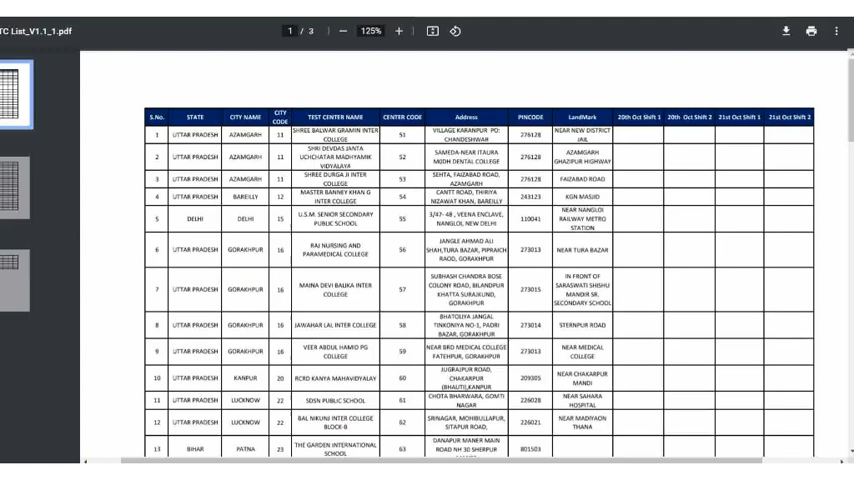 TC List_V1.1_1.pdf 1 / 3 125%
S.No. STATE CITY NAME CITY CODE TEST CENTER NAME CENTER CODE Address PINCODE LandMark 20th Oct Shift 1 20th Oct Shift 2 21st Oct Shift 1 21st Oct Shift 2
1 UTTAR PRADESH AZAMGARH 11 SHREE BALWAR GRAMIN INTER COLLEGE 51 VILLAGE KARANPUR PO: CHANDESHWAR 276128 NEAR NEW DISTRICT JAIL
2 UTTAR PRADESH AZAMGARH 11 SHRI DEVDAS JANTA UCHCHATAR MADHYAMIK VIDYALAYA 52 SAMEDA-NEAR ITAURA MODH DENTAL COLLEGE 276128 AZAMGARH GHAZIPUR HIGHWAY
3 UTTAR PRADESH AZAMGARH 11 SHREE DURGA JI INTER COLLEGE 53 SEHTA, FAIZABAD ROAD, AZAMGARH 276128 FAIZABAD ROAD
4 UTTAR PRADESH BAREILLY 12 MASTER BANNEY KHAN G INTER COLLEGE 54 CANTT ROAD, THIRIYA NIZAWAT KHAN, BAREILLY 243123 KGN MASJID
5 DELHI DELHI 15 U.S.M. SENIOR SECONDARY PUBLIC SCHOOL 55 3/47- 48 , VEENA ENCLAVE, NANGLOI, NEW DELHI 110041 NEAR NANGLOI RAILWAY METRO STATION
6 UTTAR PRADESH GORAKHPUR 16 RAJ NURSING AND PARAMEDICAL COLLEGE 56 JANGLE AHMAD ALI SHAH,TURA BAZAR, PIPRAICH RAOD, GORAKHPUR 273013 NEAR TURA BAZAR
7 UTTAR PRADESH GORAKHPUR 16 MAINA DEVI BALIKA INTER COLLEGE 57 SUBHASH CHANDRA BOSE COLONY ROAD, BILANDPUR KHATTA SURAJKUND, GORAKHPUR 273015 IN FRONT OF SARASWATI SHISHU MANDIR SR. SECONDARY SCHOOL
8 UTTAR PRADESH GORAKHPUR 16 JAWAHAR LAL INTER COLLEGE 58 BHATOLIYA JANGAL TINKONIYA NO-1, PADRI BAZAR, GORAKHPUR 273014 STERNPUR ROAD
9 UTTAR PRADESH GORAKHPUR 16 VEER ABDUL HAMID PG COLLEGE 59 NEAR BRD MEDICAL COLLEGE FATEHPUR, GORAKHPUR 273013 NEAR MEDICAL COLLEGE
10 UTTAR PRADESH KANPUR 20 RCRD KANYA MAHAVIDYALAY 60 JUGRAJPUR ROAD, CHAKARPUR (BHAUTI),KANPUR 209305 NEAR CHAKARPUR MANDI
11 UTTAR PRADESH LUCKNOW 22 SDSN PUBLIC SCHOOL 61 CHOTA BHARWARA, GOMTI NAGAR 226028 NEAR SAHARA HOSPITAL
12 UTTAR PRADESH LUCKNOW 22 BAL NIKUNJ INTER COLLEGE BLOCK-B 62 SRINAGAR, MOHIBULLAPUR, SITAPUR ROAD, 226021 NEAR MADIYAON THANA
13 BIHAR PATNA 23 THE GARDEN INTERNATIONAL SCHOOL 63 DANAPUR MANER MAIN ROAD NH 30 SHERPUR 801503